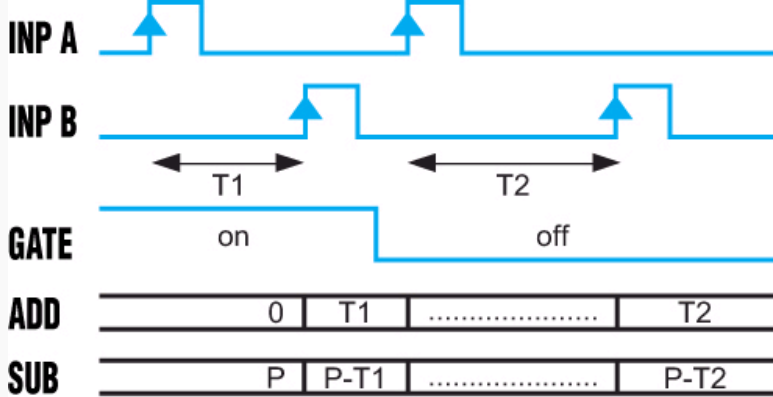 INP A
INP B
T1 T2
GATE on off
ADD 0 T1 ..................... T2
SUB P P-T1 ..................... P-T2